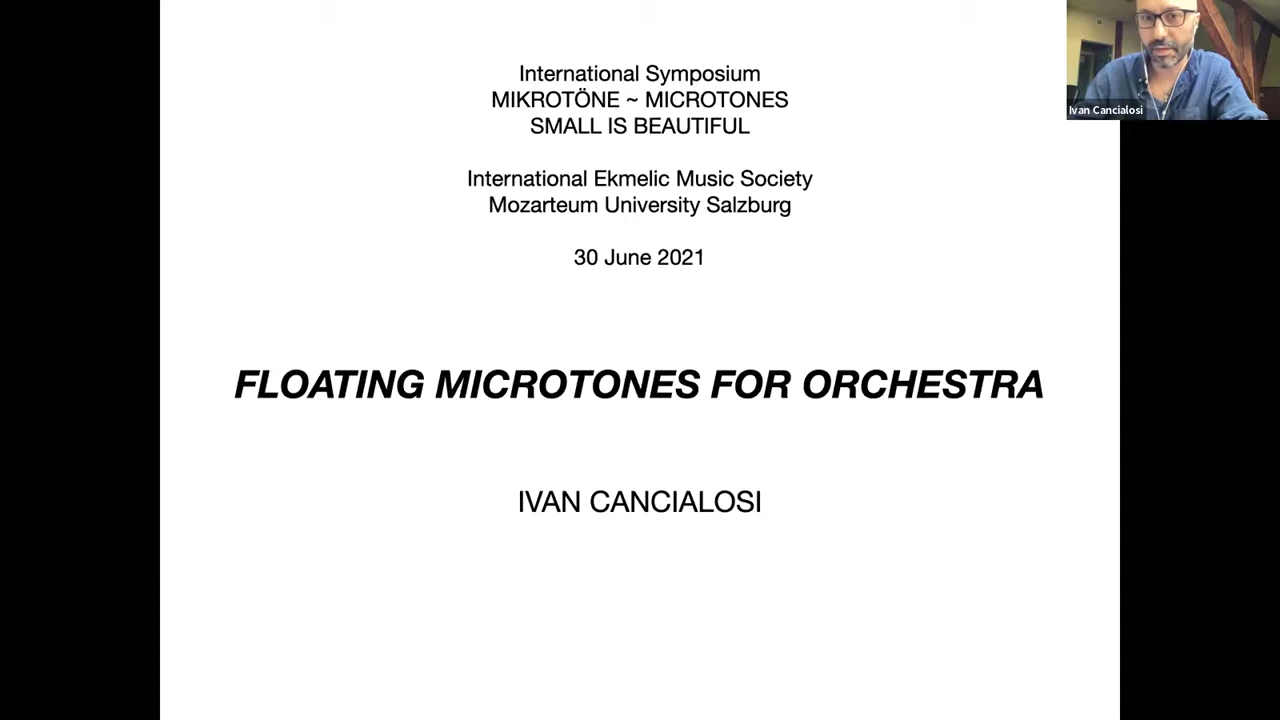 International Symposium
MIKROTÖNE ~ MICROTONES
SMALL IS BEAUTIFUL
International Ekmelic Music Society
Mozarteum University Salzburg
30 June 2021
FLOATING MICROTONES FOR ORCHESTRA
IVAN CANCIALOSI
Ivan Cancialosi